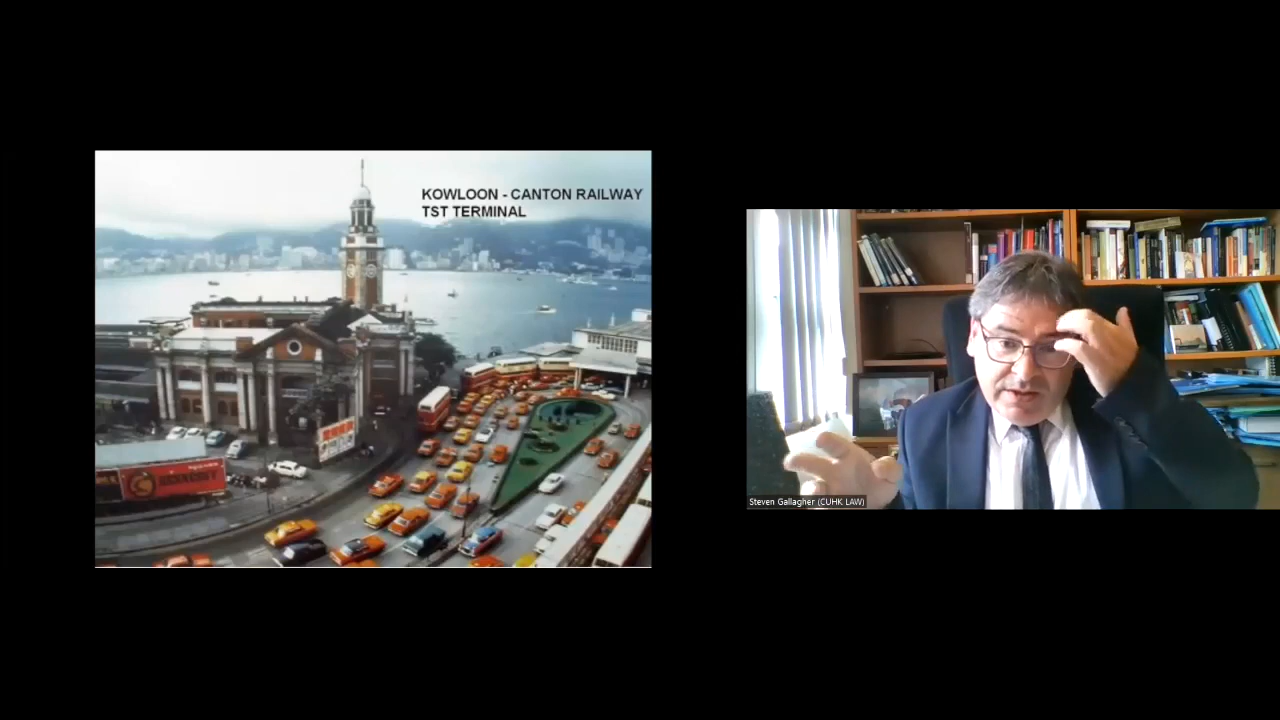 KOWLOON - CANTON RAILWAY
TST TERMINAL
Steven Gallagher (CUHK LAW)